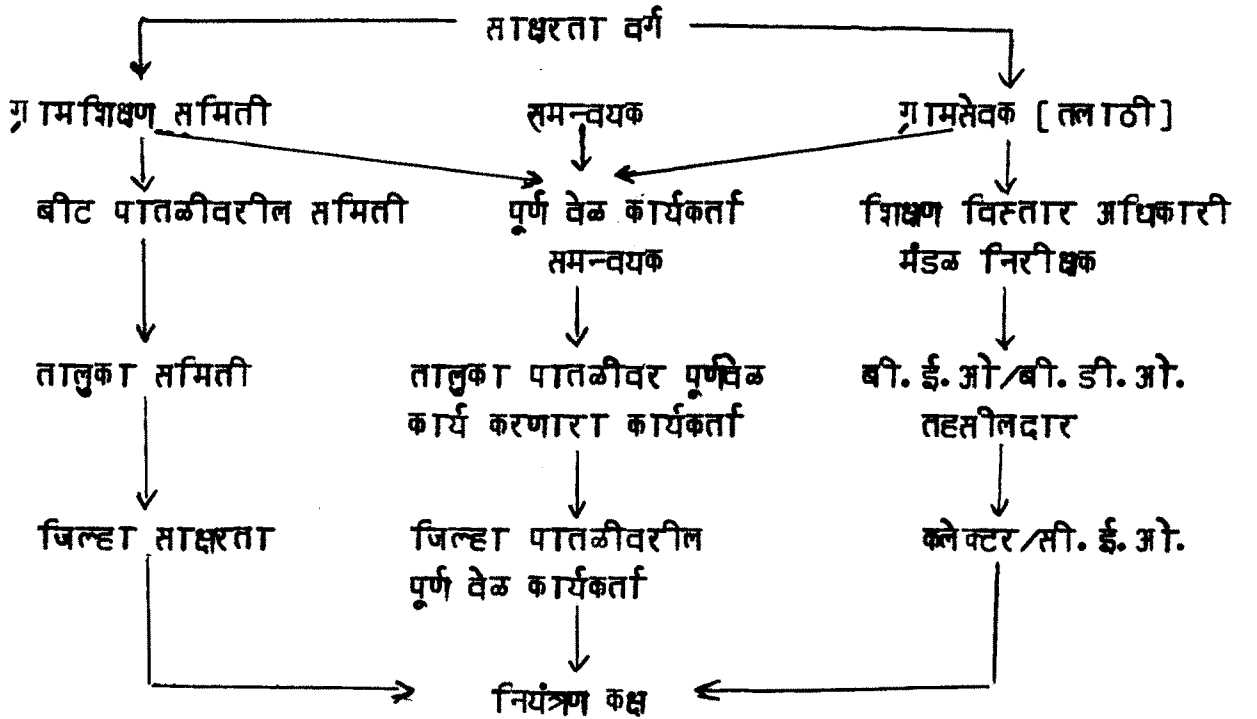 साक्षरता वर्ग
ग्रामशिक्षण समिती समन्वयक ग्रामसेवक [तलाठी]
बीट पातळीवरील समिती पूर्ण वेळ कार्यकर्ता शिक्षण विस्तार अधिकारी
समन्वयक मंडळ निरीक्षक
तालुका समिती तालुका पातळीवर पूर्णवेळ बी.ई.ओ/बी.डी.ओ.
कार्य करणारा कार्यकर्ता तहसीलदार
जिल्हा साक्षरता जिल्हा पातळीवरील कलेक्टर/सी.ई.ओ.
पूर्ण वेळ कार्यकर्ता
नियंत्रण कक्ष